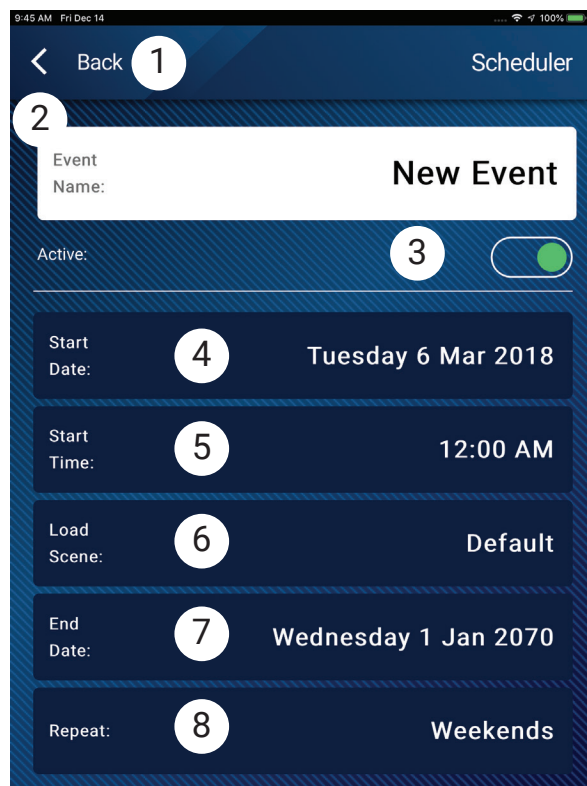 9:45 AM Fri Dec 14 100%
Back 1 Scheduler
2
Event
Name:
New Event
Active: 3
Start
Date:
4 Tuesday 6 Mar 2018
Start
Time:
5 12:00 AM
Load
Scene:
6 Default
End
Date:
7 Wednesday 1 Jan 2070
Repeat: 8 Weekends